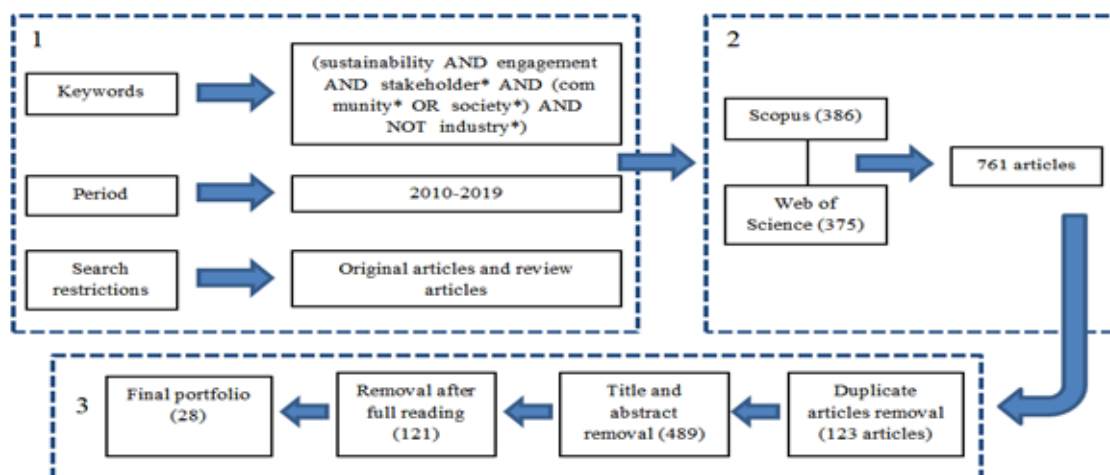 1
Keywords
(sustainability AND engagement
AND stakeholder* AND (com
munity* OR society*) AND
NOT industry*)
Period
2010-2019
Search
restrictions
Original articles and review
articles
2
Scopus (386)
Web of
Science (375)
761 articles
3
Final portfolio
(28)
Removal after
full reading
(121)
Title and
abstract
removal (489)
Duplicate
articles removal
(123 articles)